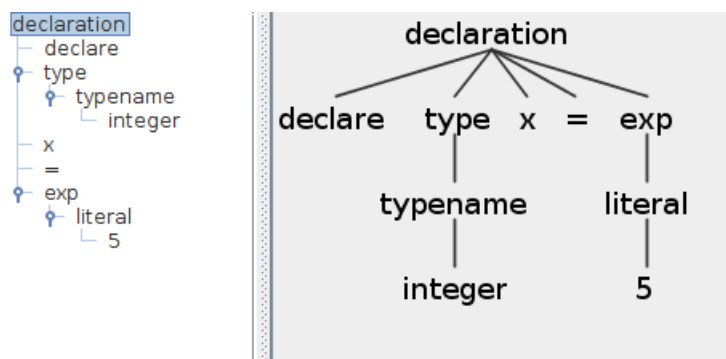 declaration
declare
type
typename
integer
x
=
exp
literal
5
declaration
declare type x = exp
typename literal
integer 5